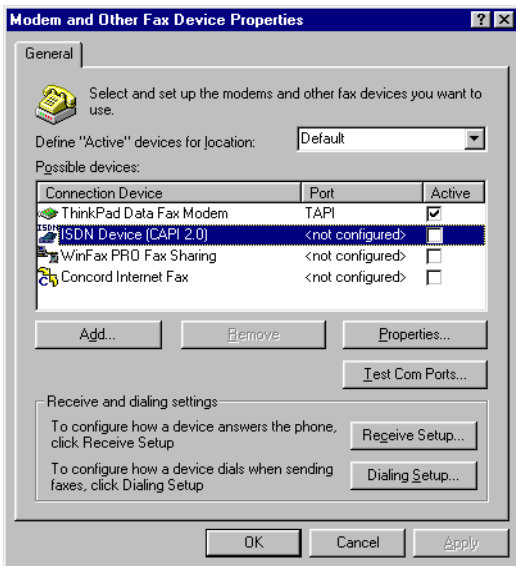 Modem and Other Fax Device Properties
General
Select and set up the modems and other fax devices you want to
use.
Define "Active" devices for location: Default
Possible devices:
Connection Device Port Active
ThinkPad Data Fax Modem TAPI
ISDN ISDN Device (CAPI 2.0) <not configured>
WinFax PRO Fax Sharing <not configured>
Concord Internet Fax <not configured>
Add... Remove Properties...
Test Com Ports...
Receive and dialing settings
To configure how a device answers the phone,
click Receive Setup
Receive Setup...
To configure how a device dials when sending
faxes, click Dialing Setup
Dialing Setup...
OK Cancel Apply